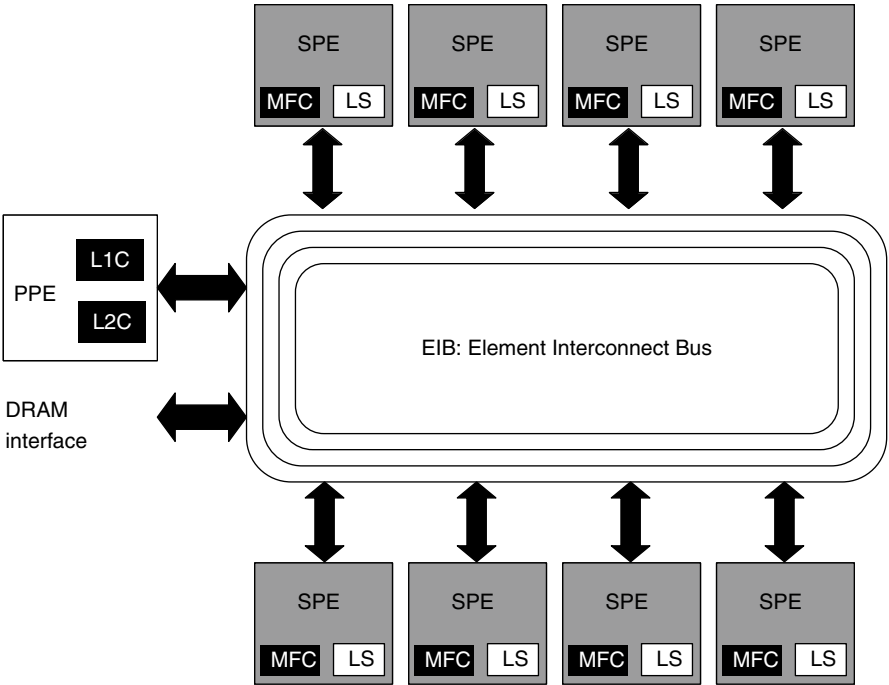 SPE
SPE
SPE
SPE
MFC LS
MFC LS
MFC LS
MFC LS
L1C
PPE
L2C
EIB: Element Interconnect Bus
DRAM
interface
SPE
SPE
SPE
SPE
MFC LS
MFC LS
MFC LS
MFC LS